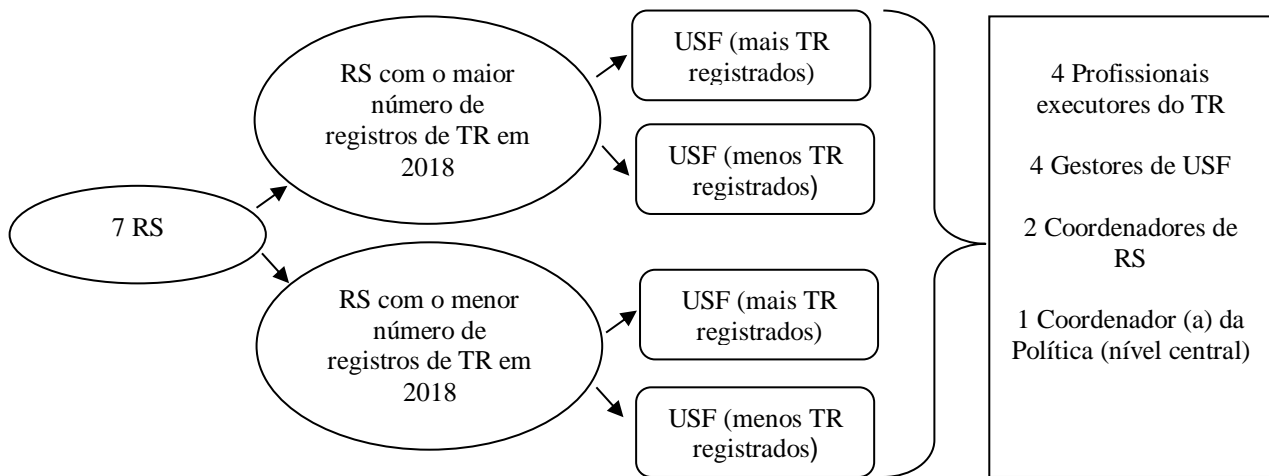 7 RS
RS com o maior
número de
registros de TR em
2018
USF (mais TR
registrados)
USF (menos TR
registrados)
RS com o menor
número de
registros de TR em
2018
USF (mais TR
registrados)
USF (menos TR
registrados)
4 Profissionais
executores do TR
4 Gestores de USF
2 Coordenadores de
RS
1 Coordenador (a) da
Política (nível central)